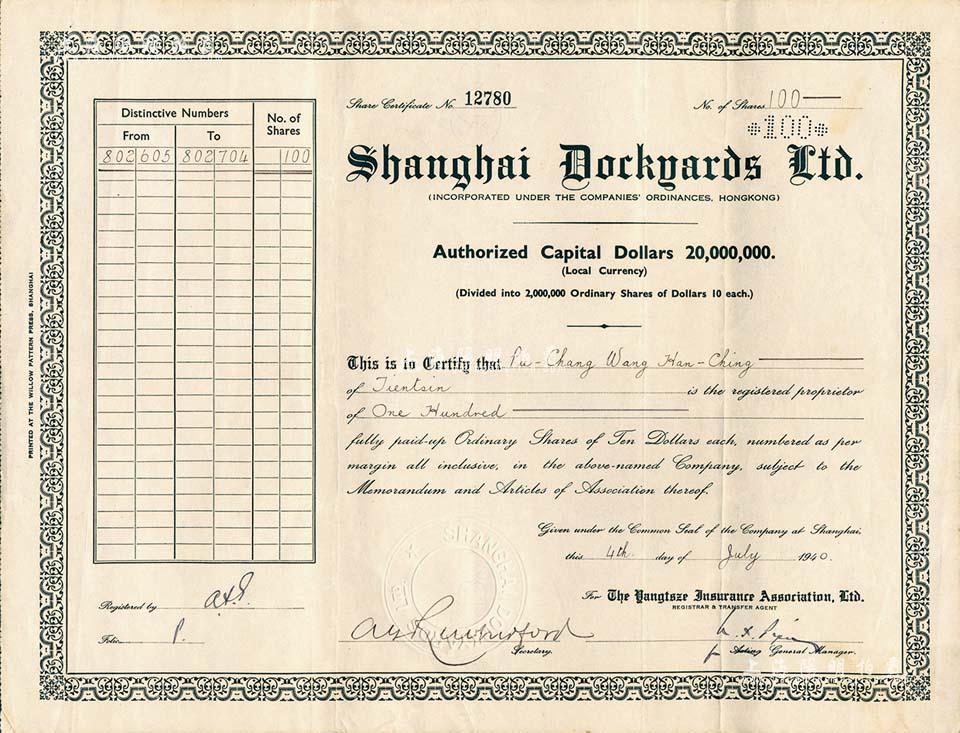 Share Certificate No. 12780
No. of Shares 100
*100*
Shanghai Dockyards Ltd.
(INCORPORATED UNDER THE COMPANIES' ORDINANCES, HONGKONG)
Authorized Capital Dollars 20,000,000.
(Local Currency)
(Divided into 2,000,000 Ordinary Shares of Dollars 10 each.)
Distinctive Numbers
No. of
Shares
From To
802605 802704 100
This is to Certify that Pu-Chang Wang Han-Ching
of Tientsin is the registered proprietor
of One Hundred
fully paid-up Ordinary Shares of Ten Dollars each, numbered as per
margin all inclusive, in the above-named Company, subject to the
Memorandum and Articles of Association thereof.
Given under the Common Seal of the Company at Shanghai,
this 4th day of July 1940.
For The Yangtsze Insurance Association, Ltd.
REGISTRAR & TRANSFER AGENT
Registered by
Folio P.
Secretary.
for Acting General Manager.
PRINTED AT THE WILLOW PATTERN PRESS, SHANGHAI